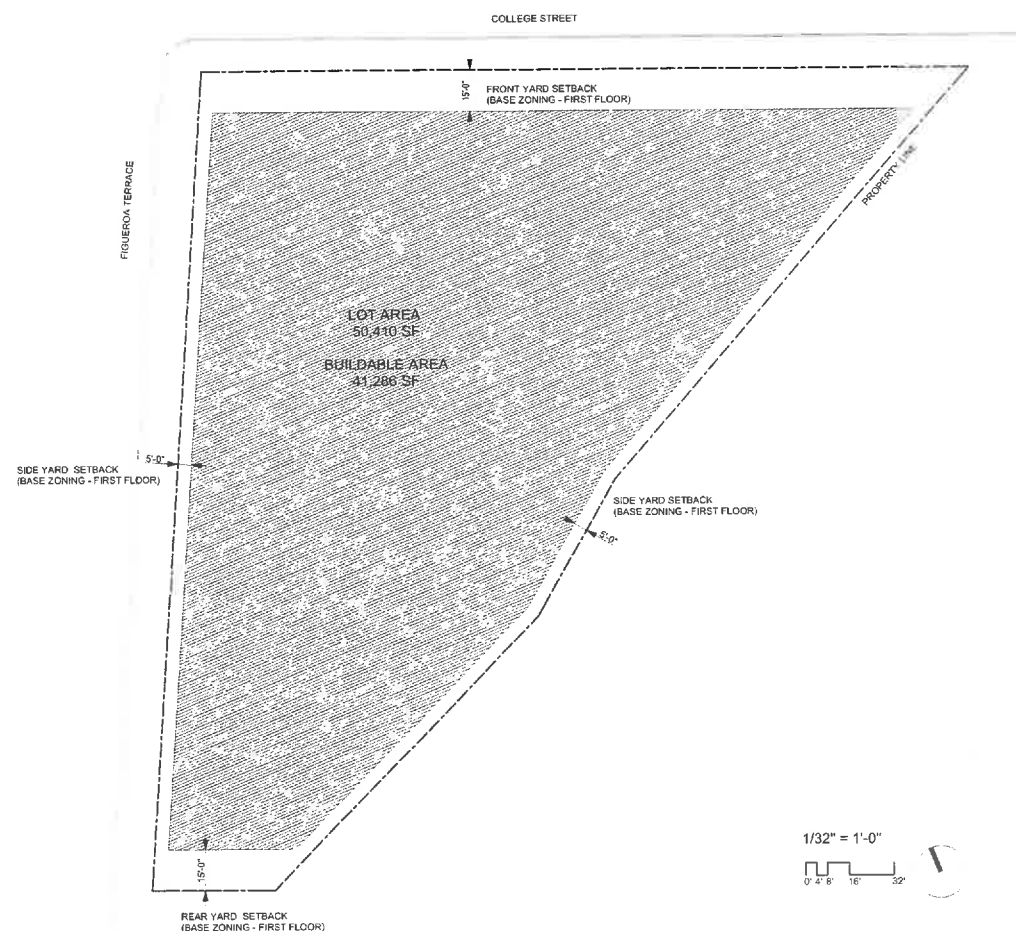 COLLEGE STREET
15'-0"
FRONT YARD SETBACK
(BASE ZONING - FIRST FLOOR)
FIGUEROA TERRACE
PROPERTY LINE
LOT AREA
50,410 SF
BUILDABLE AREA
41,286 SF
5'-0"
SIDE YARD SETBACK
(BASE ZONING - FIRST FLOOR)
SIDE YARD SETBACK
(BASE ZONING - FIRST FLOOR)
5'-0"
1/32" = 1'-0"
0' 4' 8' 16' 32'
15'-0"
REAR YARD SETBACK
(BASE ZONING - FIRST FLOOR)